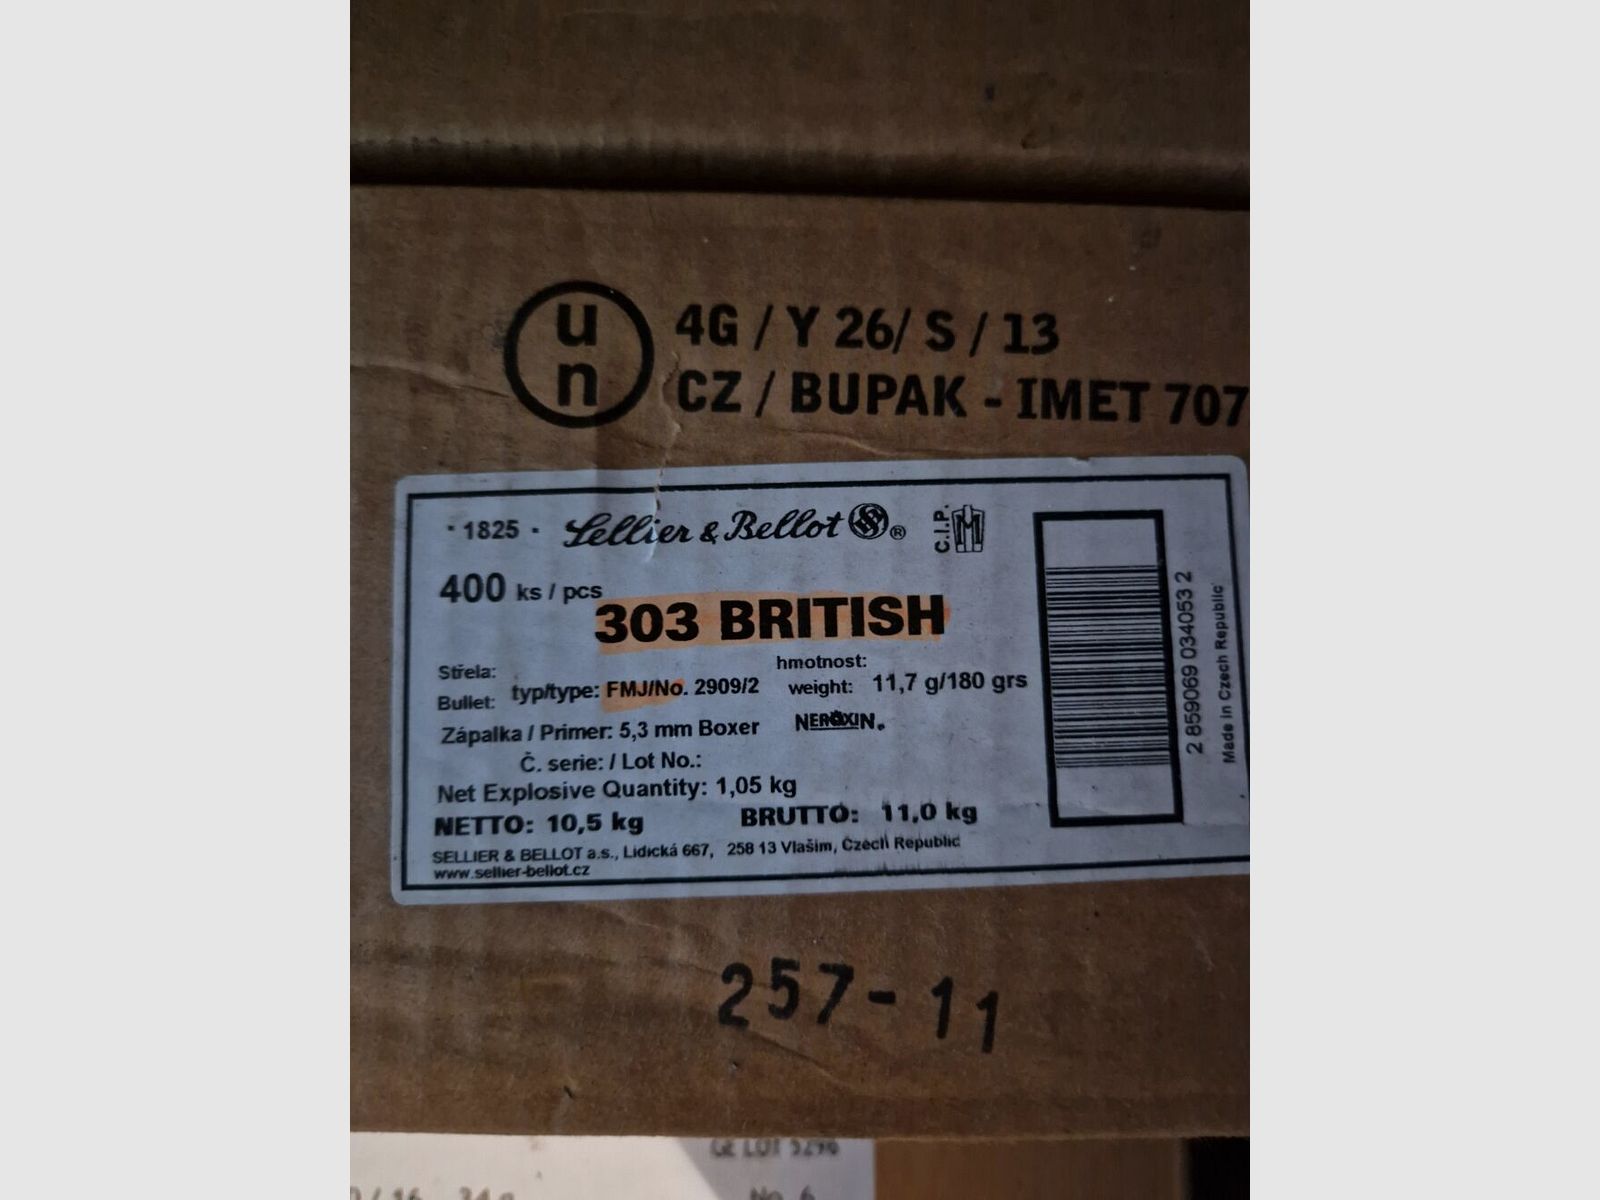 u
n
4G / Y 26/ S / 13
CZ / BUPAK - IMET 707
· 1825 · Sellier & Bellot ®
C.I.P.
400 ks / pcs
303 BRITISH
Střela:
hmotnost:
Bullet: typ/type: FMJ/No. 2909/2 weight: 11,7 g/180 grs
Zápalka / Primer: 5,3 mm Boxer NEROXIN.
Č. serie: / Lot No.:
Net Explosive Quantity: 1,05 kg
NETTO: 10,5 kg BRUTTO: 11,0 kg
SELLIER & BELLOT a.s., Lidická 667, 258 13 Vlašim, Czech Republic
www.sellier-bellot.cz
2 859069 034053 2
Made in Czech Republic
257-11
LOT 5296
No. 6